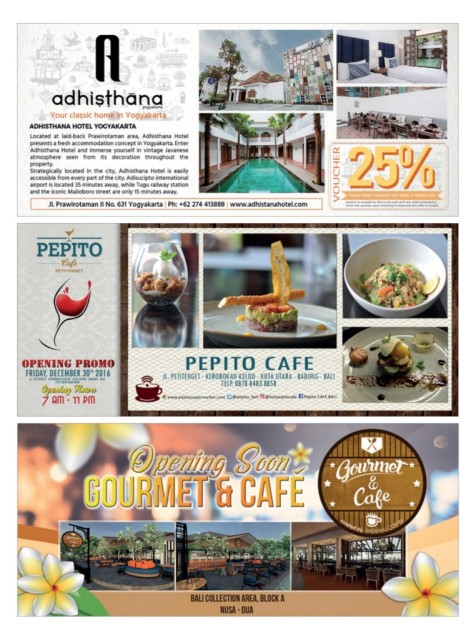 adhisthana
yogyakarta
Your classic home in Yogyakarta
ADHISTHANA HOTEL YOGYAKARTA
Located at laid-back Prawirotaman area, Adhisthana Hotel
presents a fresh accommodation concept in Yogyakarta. Enter
Adhisthana Hotel and immerse yourself in vintage Javanese
atmosphere seen from its decoration throughout the
property.
Strategically located in the city, Adhisthana Hotel is easily
accessible from every part of the city. Adisucipto international
airport is located 35 minutes away, while Tugu railway station
and the iconic Malioboro street are only 15 minutes away.
Jl. Prawirotaman II No. 631 Yogyakarta | Ph: +62 274 413888 | www.adhistanahotel.com
VOUCHER
25%
PEPITO
Cafe
PETITENGET
OPENING PROMO
FRIDAY, DECEMBER 30th 2016
Opening Hours
7 AM - 11 PM
PEPITO CAFE
JL. PETITENGET - KEROBOKAN KELOD - KUTA UTARA - BADUNG - BALI
TELP. 0878 8483 8858
Opening Soon
GOURMET & CAFÉ
Gourmet
&
Cafe
BALI COLLECTION AREA, BLOCK A
NUSA - DUA